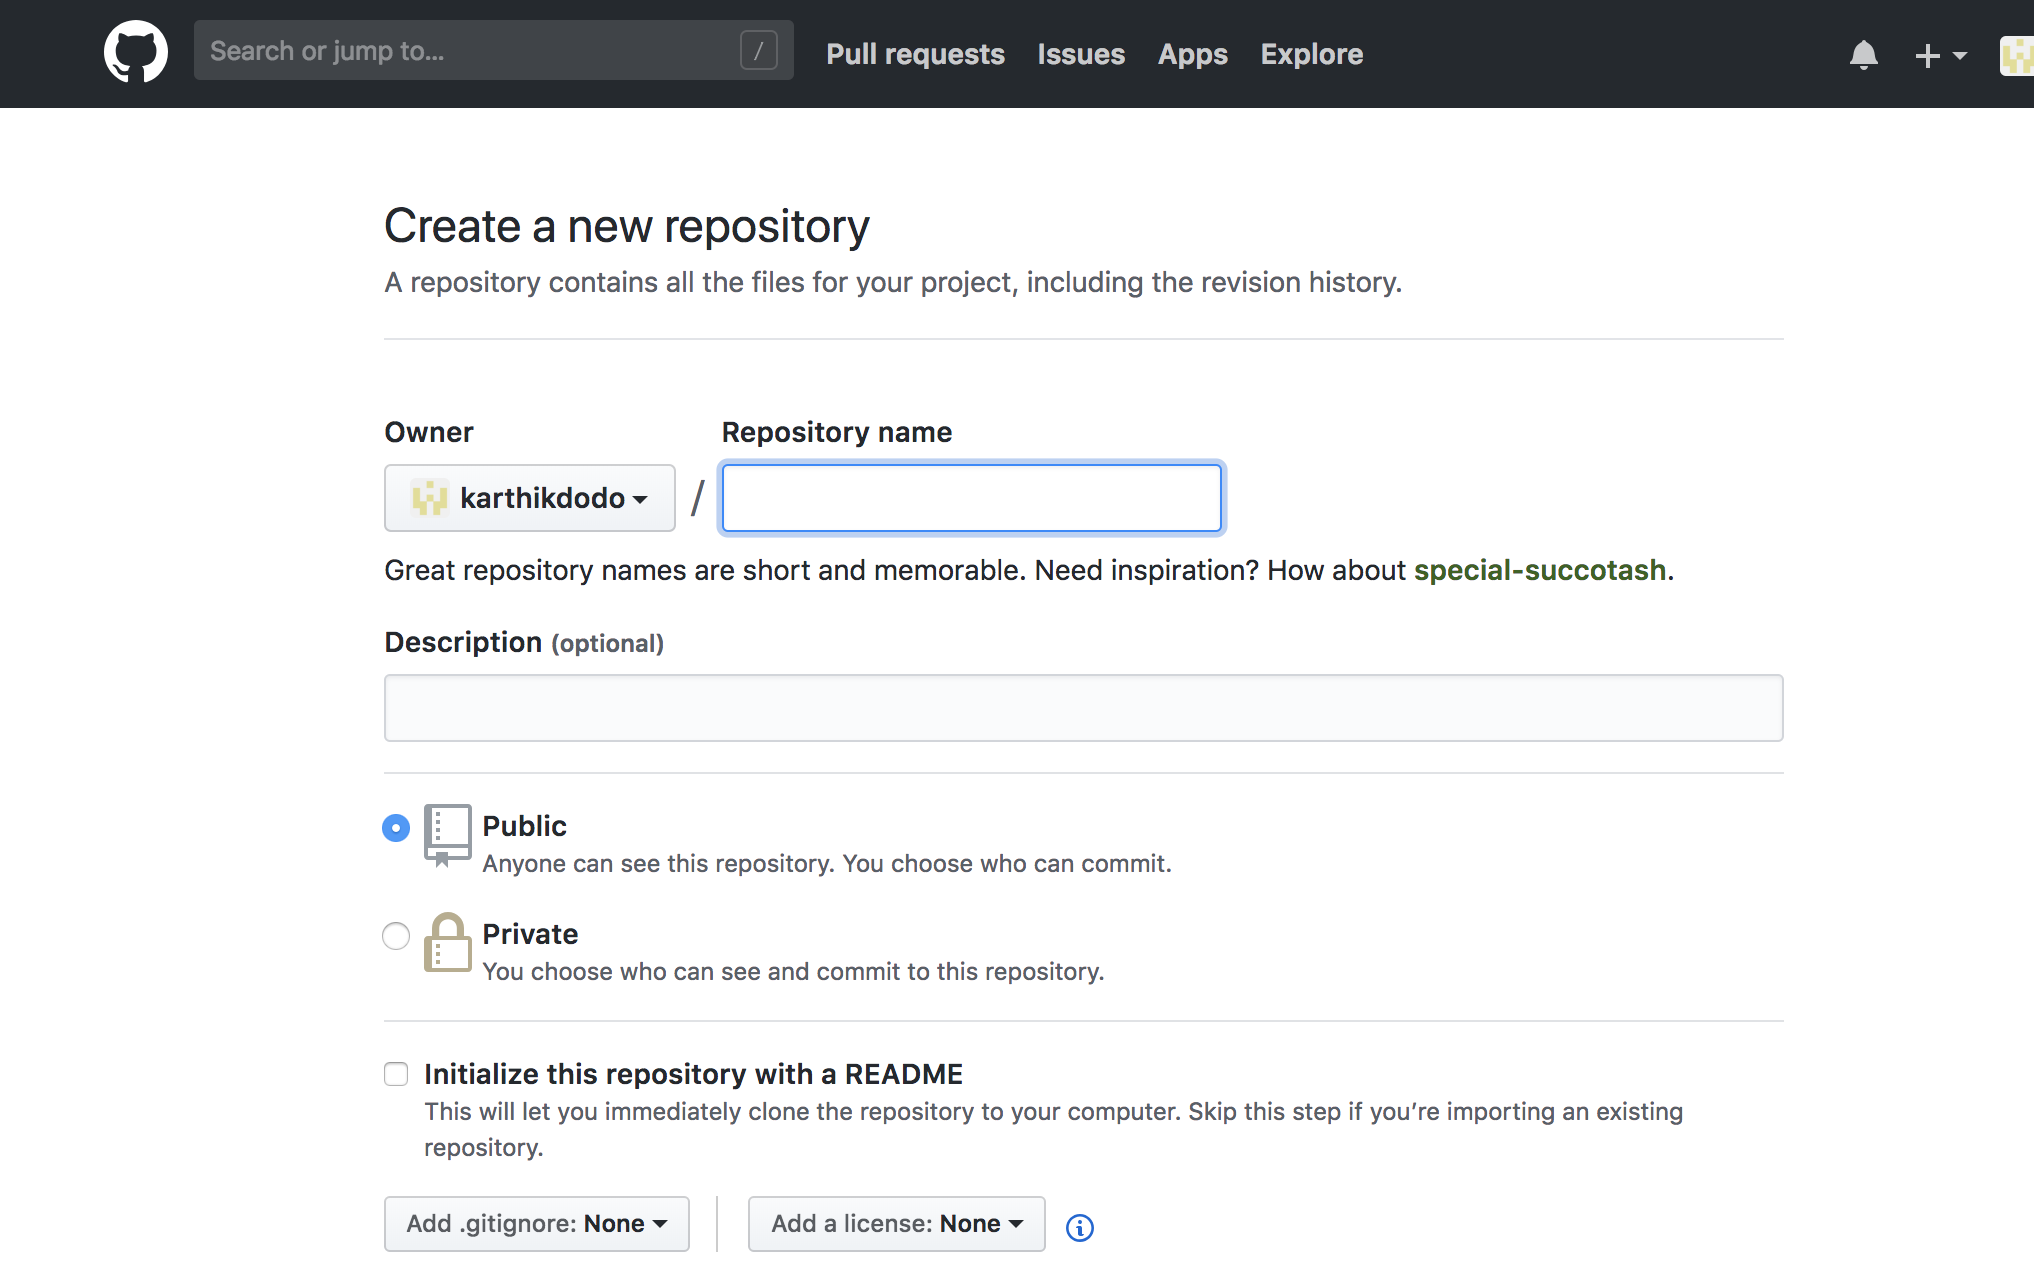 Search or jump to... /
Pull requests Issues Apps Explore
Create a new repository
A repository contains all the files for your project, including the revision history.
Owner Repository name
karthikdodo /
Great repository names are short and memorable. Need inspiration? How about special-succotash.
Description (optional)
Public
Anyone can see this repository. You choose who can commit.
Private
You choose who can see and commit to this repository.
Initialize this repository with a README
This will let you immediately clone the repository to your computer. Skip this step if you’re importing an existing
repository.
Add .gitignore: None Add a license: None